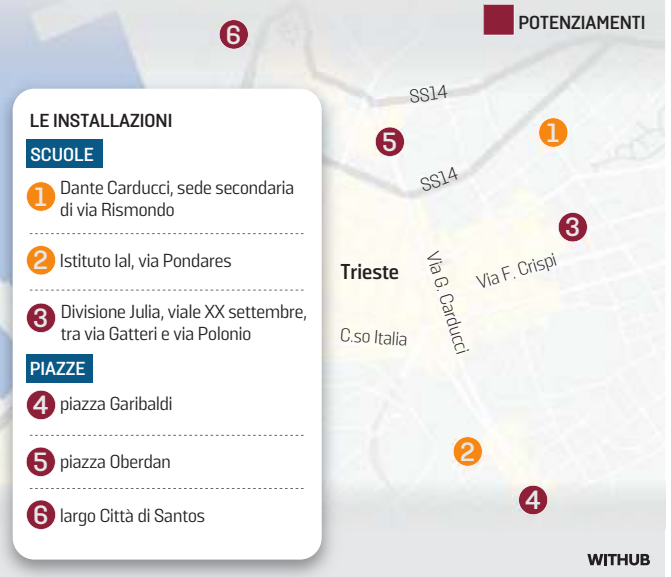 POTENZIAMENTI
LE INSTALLAZIONI
SCUOLE
1 Dante Carducci, sede secondaria
di via Rismondo
2 Istituto Ial, via Pondares
3 Divisione Julia, viale XX settembre,
tra via Gatteri e via Polonio
PIAZZE
4 piazza Garibaldi
5 piazza Oberdan
6 largo Città di Santos
6
SS14
1
5
SS14
3
Trieste
Via G. Carducci
Via F. Crispi
C.so Italia
2
4
WITHUB